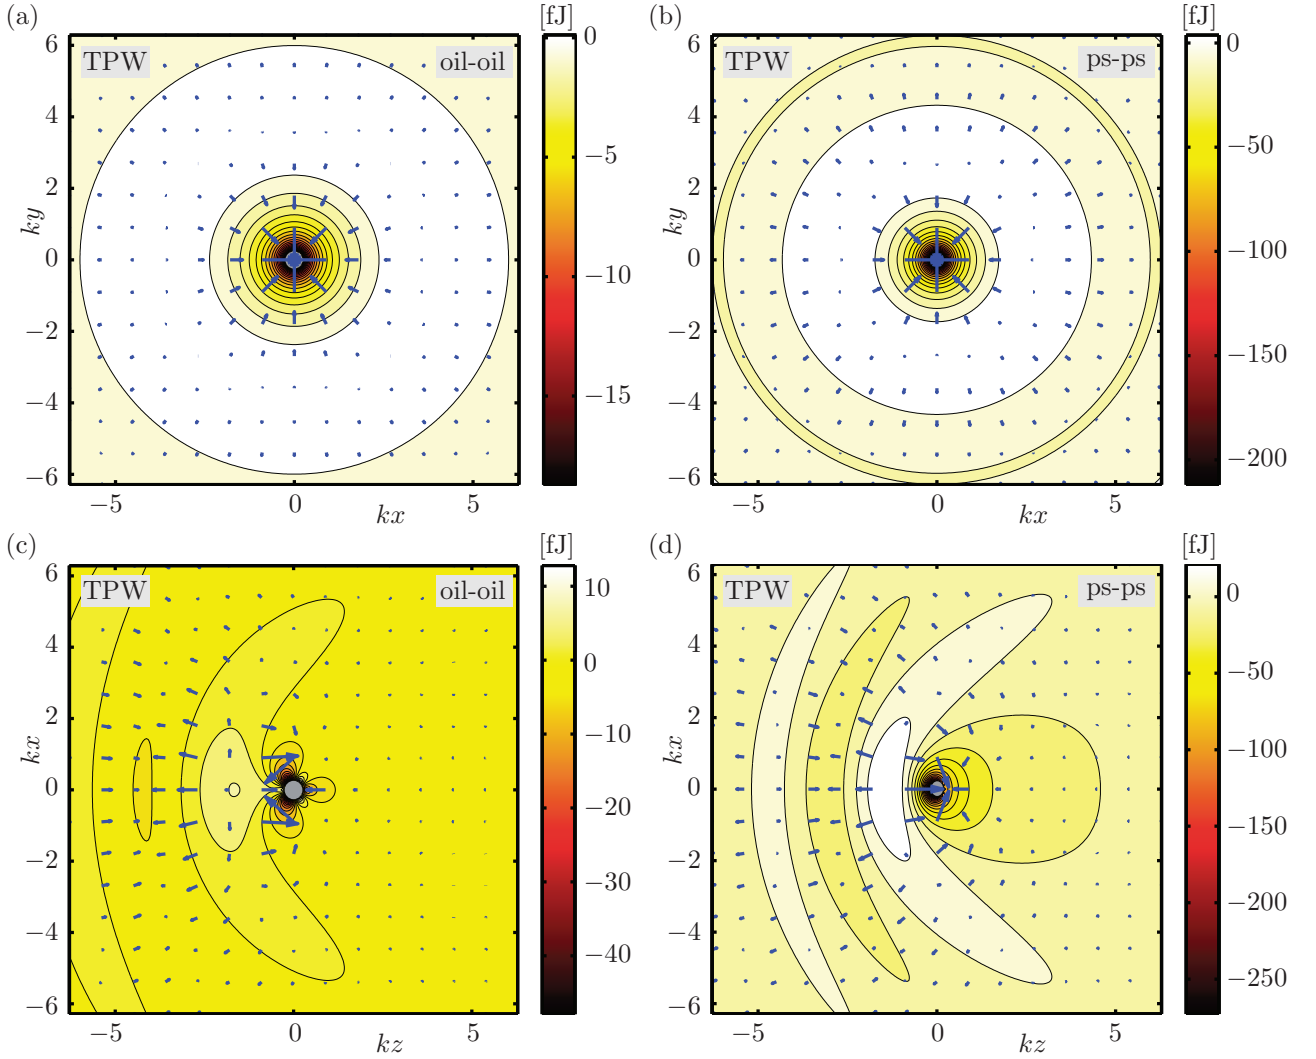 (a)
[fJ]
TPW
oil-oil
6
4
2
0
−2
−4
−6
ky
−5
0
5
kx
0
−5
−10
−15
(b)
[fJ]
TPW
ps-ps
6
4
2
0
−2
−4
−6
ky
−5
0
5
kx
0
−50
−100
−150
−200
(c)
[fJ]
TPW
oil-oil
6
4
2
0
−2
−4
−6
kx
−5
0
5
kz
10
0
−10
−20
−30
−40
(d)
[fJ]
TPW
ps-ps
6
4
2
0
−2
−4
−6
kx
−5
0
5
kz
0
−50
−100
−150
−200
−250